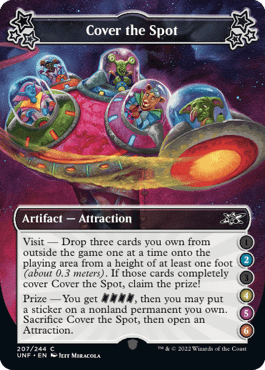 Cover the Spot
Artifact — Attraction
Visit — Drop three cards you own from
outside the game one at a time onto the
playing area from a height of at least one foot
(about 0.3 meters). If those cards completely
cover Cover the Spot, claim the prize!
Prize — You get, then you may put
a sticker on a nonland permanent you own.
Sacrifice Cover the Spot, then open an
Attraction.
1
2
3
4
5
6
207/244 C
UNF • EN Jeff Miracola
™ & © 2022 Wizards of the Coast